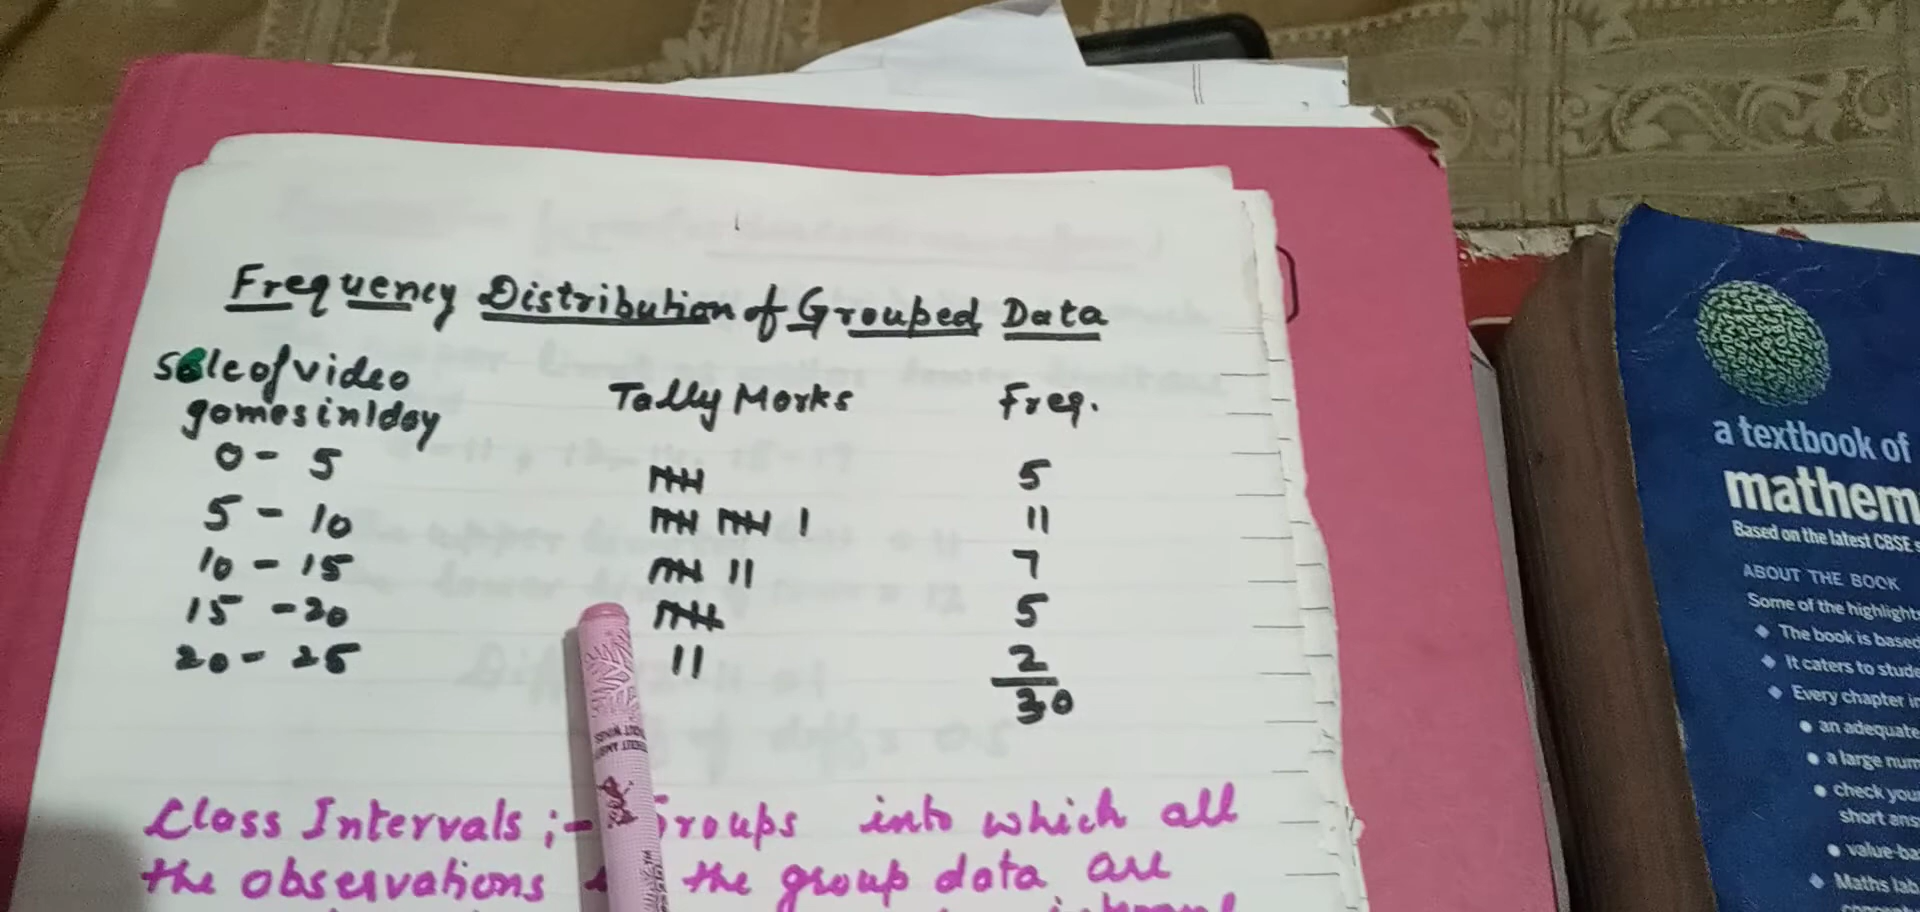 Frequency Distribution of Grouped Data
Sale of video games in 1 day Tally Marks Freq.
0 - 5 𝍸 5
5 - 10 𝍸 𝍸 | 11
10 - 15 𝍸 || 7
15 - 20 𝍸 5
20 - 25 || 2
30
Class Intervals ;- Groups into which all
the observations the group data are
a textbook of
mathem
Based on the latest CBSE s
ABOUT THE BOOK
Some of the highlights
The book is based
It caters to stude
Every chapter in
an adequate
a large num
check your
short ans
value-ba
Maths lab